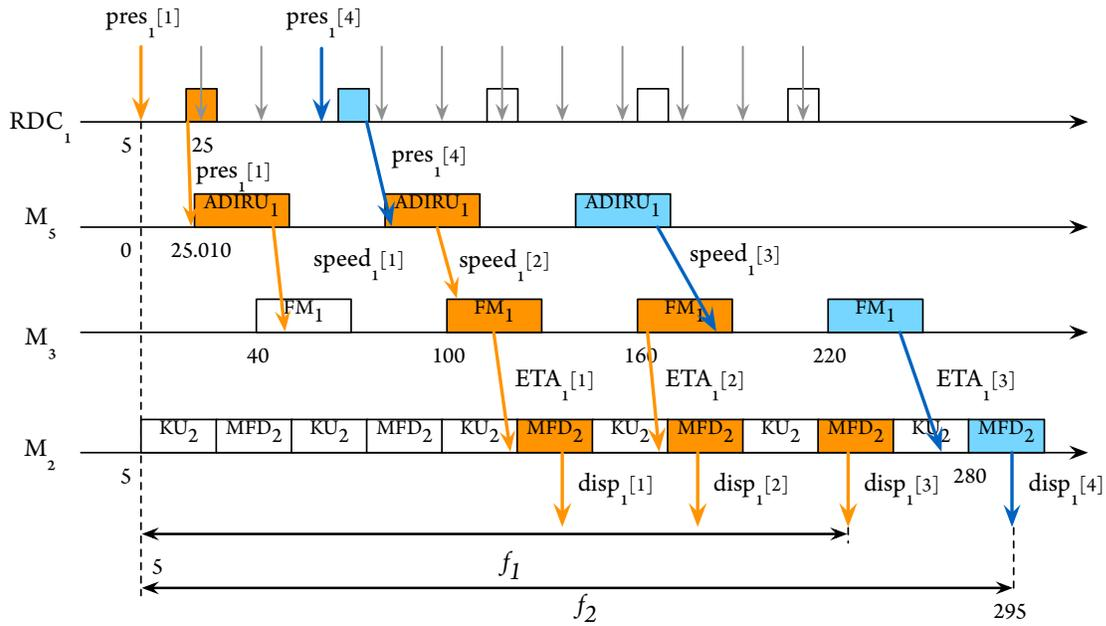 pres₁[1] pres₁[4]
RDC₁
5 25
pres₁[1] pres₁[4]
ADIRU₁ ADIRU₁ ADIRU₁
M₅
0 25.010
speed₁[1] speed₁[2] speed₁[3]
FM₁ FM₁ FM₁ FM₁
M₃
40 100 160 220
ETA₁[1] ETA₁[2] ETA₁[3]
KU₂ MFD₂ KU₂ MFD₂ KU₂ MFD₂ KU₂ MFD₂ KU₂ MFD₂ KU₂ MFD₂
M₂
5 280
disp₁[1] disp₁[2] disp₁[3] disp₁[4]
5 f₁
f₂ 295